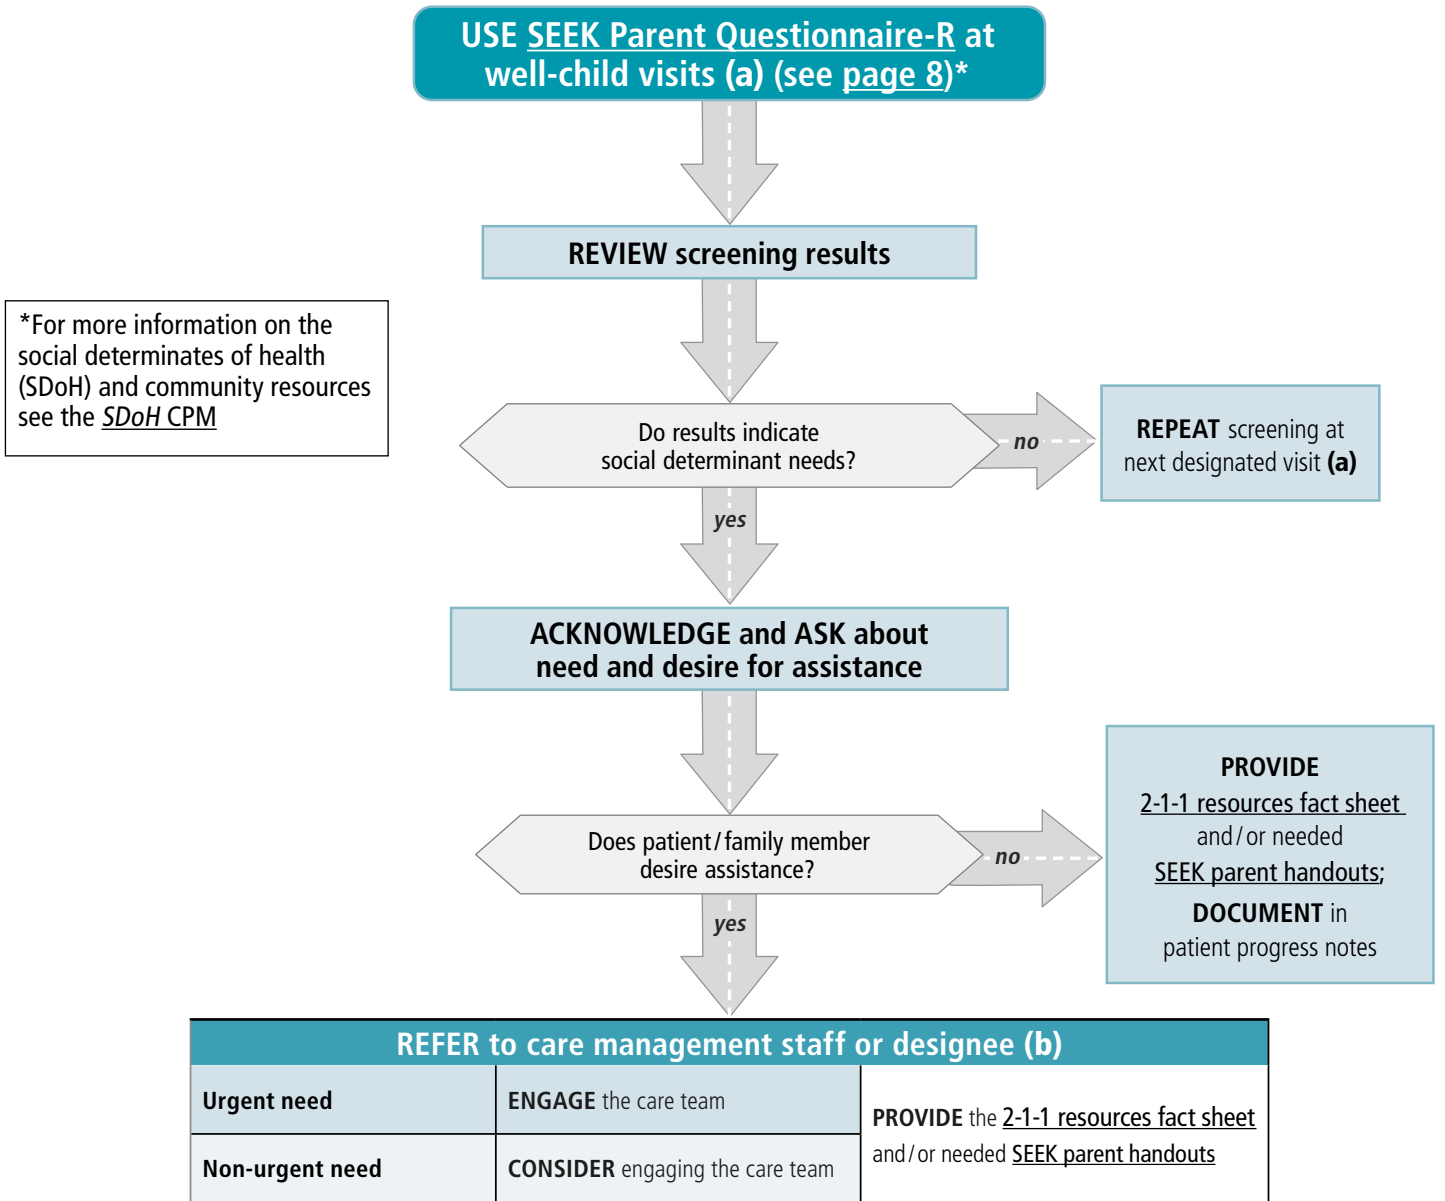 USE SEEK Parent Questionnaire-R at
well-child visits (a) (see page 8)*
REVIEW screening results
*For more information on the
social determinates of health
(SDoH) and community resources
see the SDoH CPM
Do results indicate
social determinant needs?
no
REPEAT screening at
next designated visit (a)
yes
ACKNOWLEDGE and ASK about
need and desire for assistance
Does patient/family member
desire assistance?
no
PROVIDE
2-1-1 resources fact sheet
and/or needed
SEEK parent handouts;
DOCUMENT in
patient progress notes
yes
REFER to care management staff or designee (b)
Urgent need
ENGAGE the care team
Non-urgent need
CONSIDER engaging the care team
PROVIDE the 2-1-1 resources fact sheet
and/or needed SEEK parent handouts